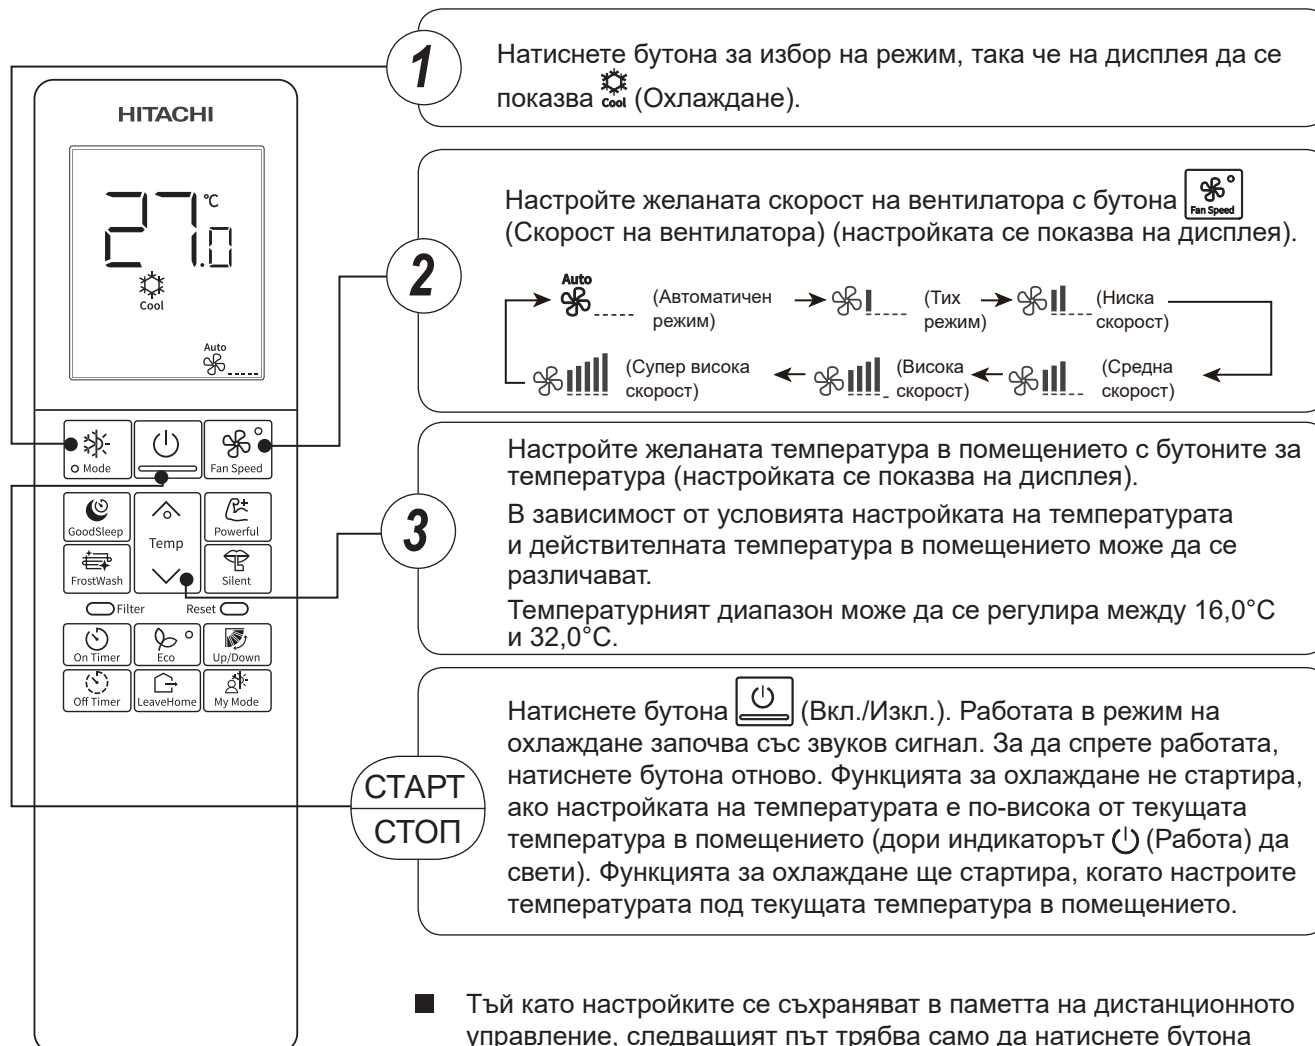 1
Натиснете бутона за избор на режим, така че на дисплея да се
показва Cool (Охлаждане).
HITACHI
27.0 °C
Cool
Auto
Mode
Fan Speed
GoodSleep
Temp
Powerful
FrostWash
Silent
Filter
Reset
On Timer
Eco
Up/Down
Off Timer
LeaveHome
My Mode
2
Настройте желаната скорост на вентилатора с бутона Fan Speed
(Скорост на вентилатора) (настройката се показва на дисплея).
Auto
(Автоматичен
режим)
(Тих
режим)
(Ниска
скорост)
(Супер висока
скорост)
(Висока
скорост)
(Средна
скорост)
3
Настройте желаната температура в помещението с бутоните за
температура (настройката се показва на дисплея).
В зависимост от условията настройката на температурата
и действителната температура в помещението може да се
различават.
Температурният диапазон може да се регулира между 16,0°C
и 32,0°C.
СТАРТ
СТОП
Натиснете бутона (Вкл./Изкл.). Работата в режим на
охлаждане започва със звуков сигнал. За да спрете работата,
натиснете бутона отново. Функцията за охлаждане не стартира,
ако настройката на температурата е по-висока от текущата
температура в помещението (дори индикаторът (Работа) да
свети). Функцията за охлаждане ще стартира, когато настроите
температурата под текущата температура в помещението.
■ Тъй като настройките се съхраняват в паметта на дистанционното
управление, следващият път трябва само да натиснете бутона